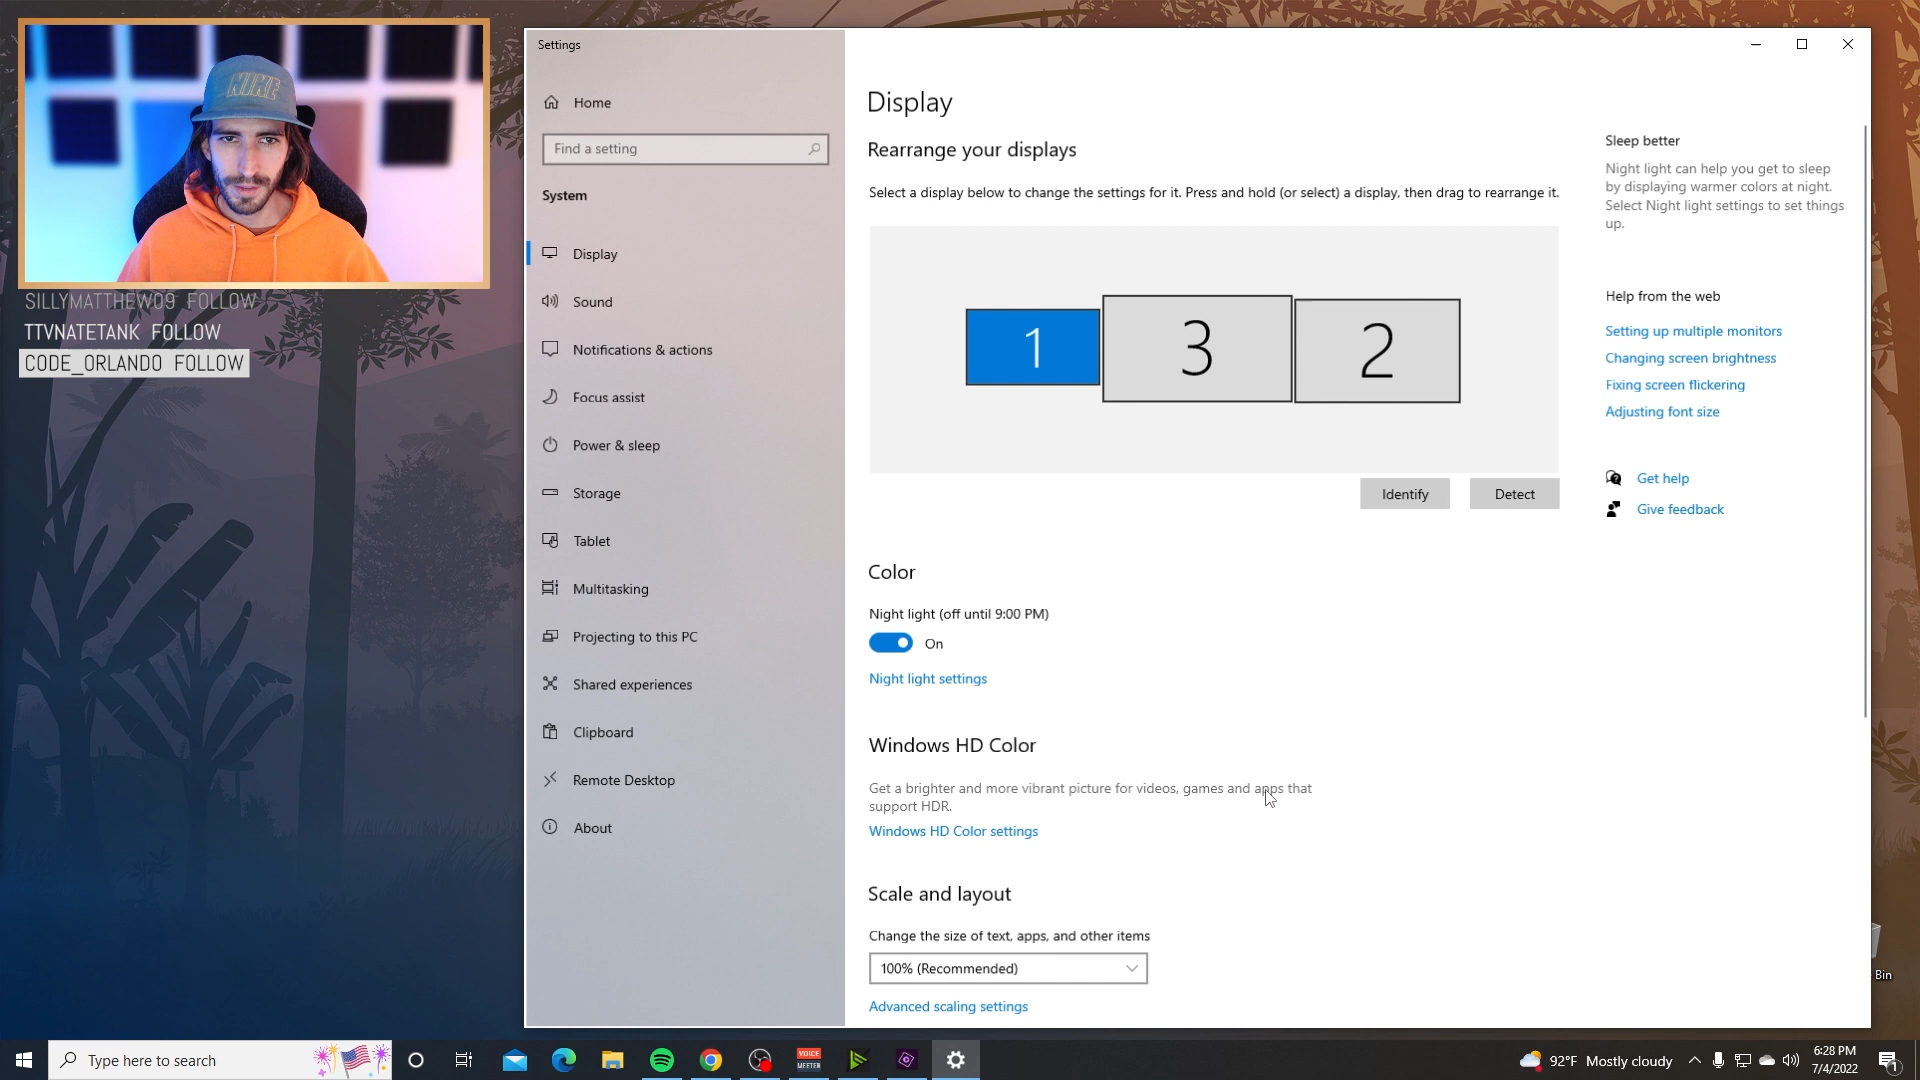 NIKE
SILLYMATTHEW09 FOLLOW
TTVNATETANK FOLLOW
CODE_ORLANDO FOLLOW
Settings
Home
Find a setting
System
Display
Sound
Notifications & actions
Focus assist
Power & sleep
Storage
Tablet
Multitasking
Projecting to this PC
Shared experiences
Clipboard
Remote Desktop
About
Display
Rearrange your displays
Select a display below to change the settings for it. Press and hold (or select) a display, then drag to rearrange it.
1
3
2
Identify
Detect
Color
Night light (off until 9:00 PM)
On
Night light settings
Windows HD Color
Get a brighter and more vibrant picture for videos, games and apps that
support HDR.
Windows HD Color settings
Scale and layout
Change the size of text, apps, and other items
100% (Recommended)
Advanced scaling settings
Sleep better
Night light can help you get to sleep
by displaying warmer colors at night.
Select Night light settings to set things
up.
Help from the web
Setting up multiple monitors
Changing screen brightness
Fixing screen flickering
Adjusting font size
Get help
Give feedback
Bin
Type here to search
VOICE
MEETER
92°F Mostly cloudy
6:28 PM
7/4/2022
1